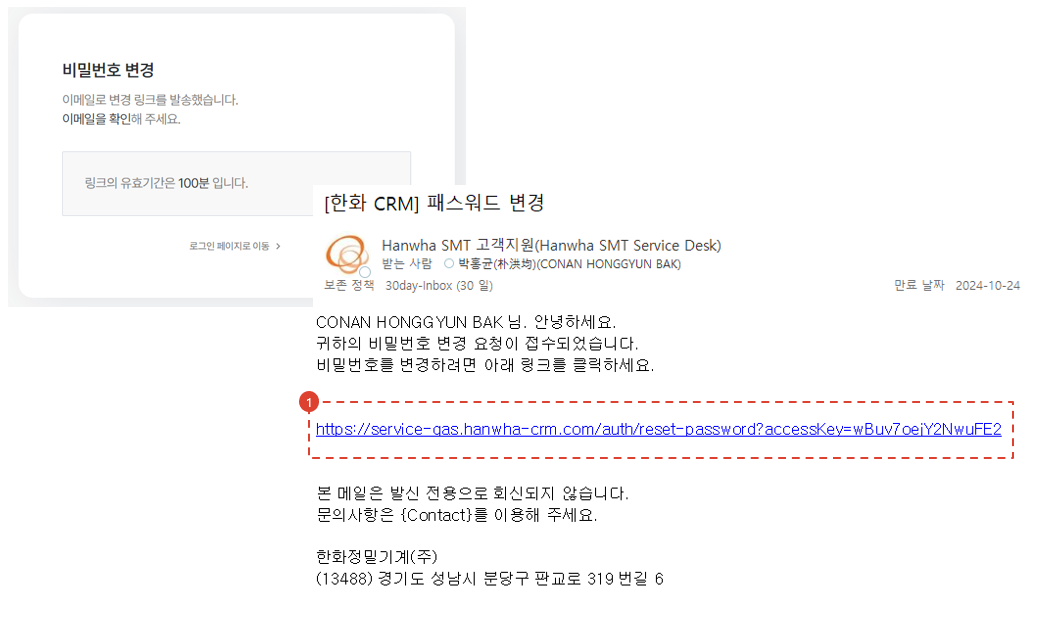 비밀번호 변경
이메일로 변경 링크를 발송했습니다.
이메일을 확인해 주세요.
링크의 유효기간은 100분 입니다.
로그인 페이지로 이동 >
[한화 CRM] 패스워드 변경
Hanwha SMT 고객지원(Hanwha SMT Service Desk)
받는 사람 박홍균(朴洪均)(CONAN HONGGYUN BAK)
보존 정책 30day-Inbox (30 일)
만료 날짜 2024-10-24
CONAN HONGGYUN BAK 님. 안녕하세요.
귀하의 비밀번호 변경 요청이 접수되었습니다.
비밀번호를 변경하려면 아래 링크를 클릭하세요.
1
https://service-qas.hanwha-crm.com/auth/reset-password?accessKey=wBuv7oejY2NwuFE2
본 메일은 발신 전용으로 회신되지 않습니다.
문의사항은 {Contact}를 이용해 주세요.
한화정밀기계(주)
(13488) 경기도 성남시 분당구 판교로 319 번길 6